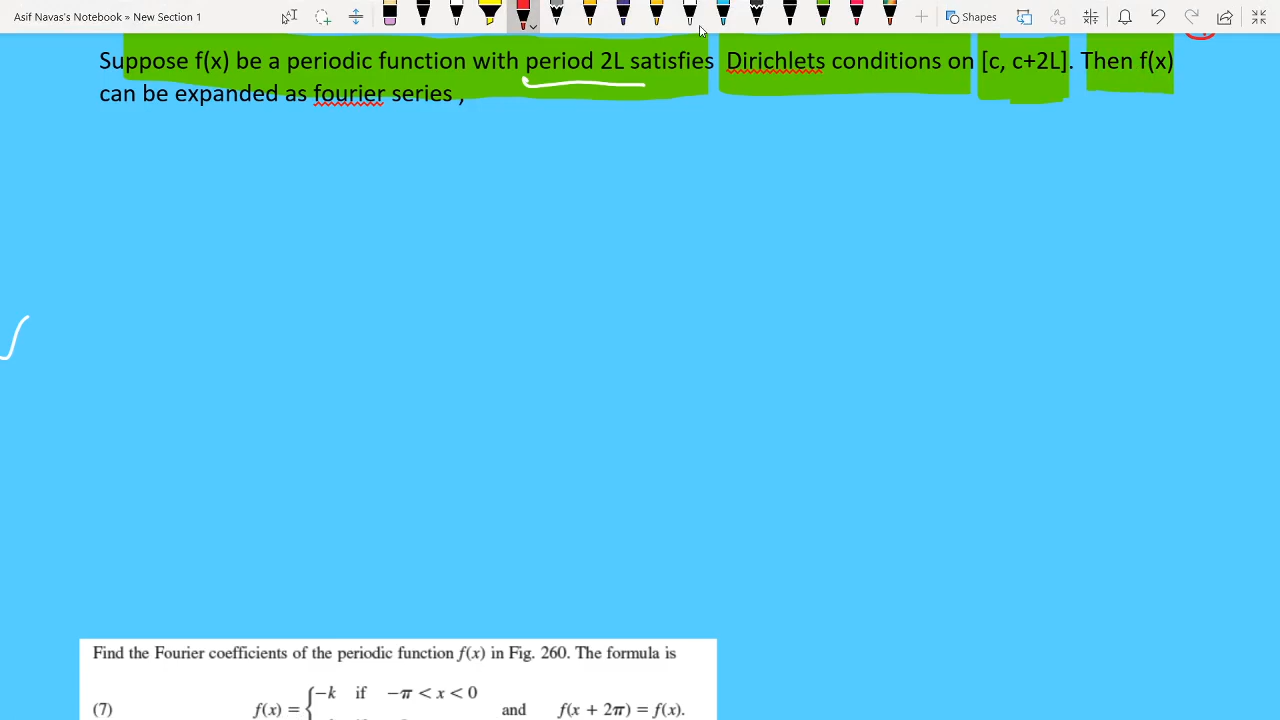 Asif Navas's Notebook » New Section 1
Shapes
Suppose f(x) be a periodic function with period 2L satisfies Dirichlets conditions on [c, c+2L]. Then f(x)
can be expanded as fourier series ,
∫
Find the Fourier coefficients of the periodic function f(x) in Fig. 260. The formula is
-k if -π < x < 0
(7) f(x) = { and f(x + 2π) = f(x).